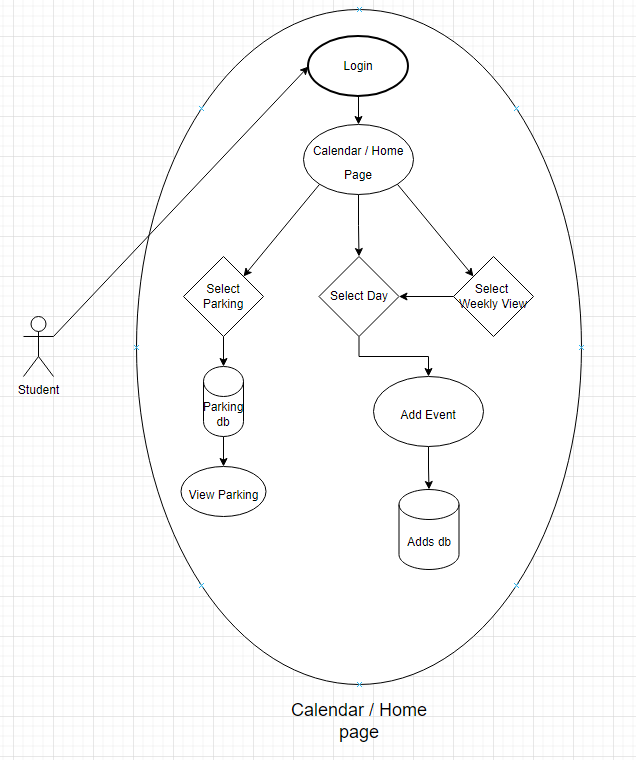 Login
Calendar / Home
Page
Select
Parking
Select Day
Select
Weekly View
Student
Parking
db
Add Event
View Parking
Adds db
Calendar / Home
page